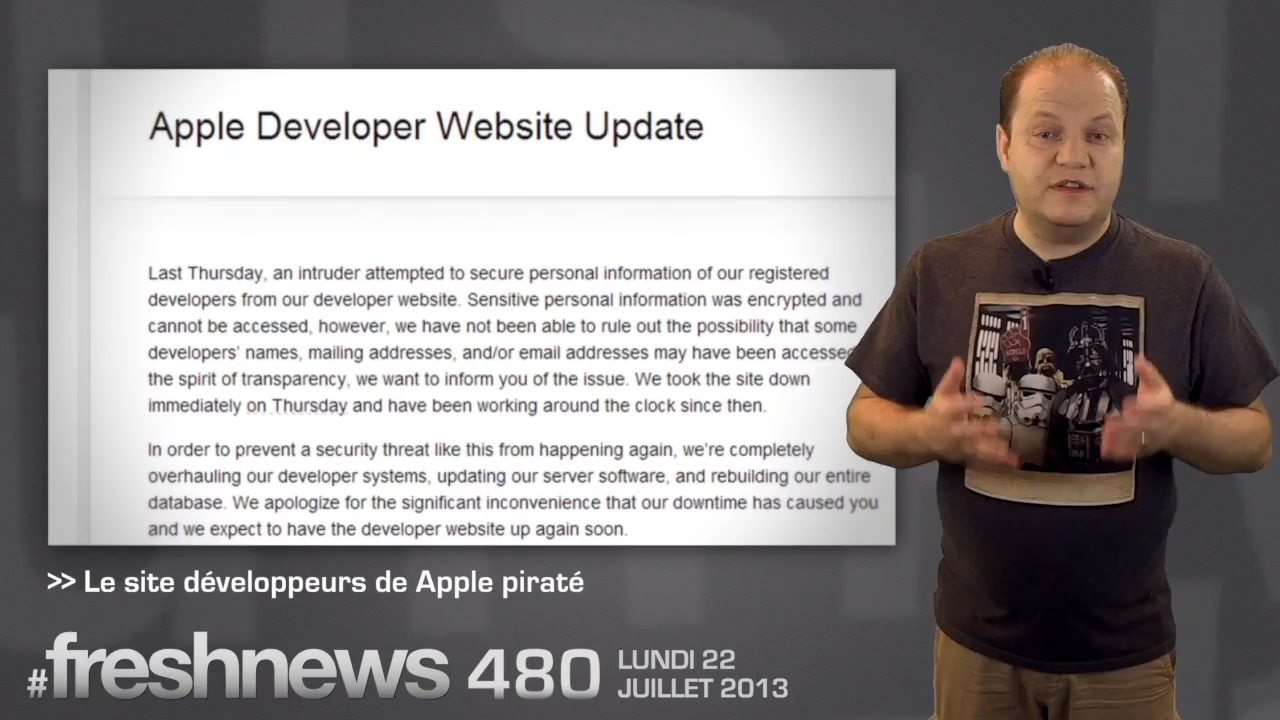 Apple Developer Website Update
Last Thursday, an intruder attempted to secure personal information of our registered
developers from our developer website. Sensitive personal information was encrypted and
cannot be accessed, however, we have not been able to rule out the possibility that some
developers' names, mailing addresses, and/or email addresses may have been accessed
the spirit of transparency, we want to inform you of the issue. We took the site down
immediately on Thursday and have been working around the clock since then.
In order to prevent a security threat like this from happening again, we're completely
overhauling our developer systems, updating our server software, and rebuilding our entire
database. We apologize for the significant inconvenience that our downtime has caused you
and we expect to have the developer website up again soon.
>> Le site développeurs de Apple piraté
#freshnews 480 LUNDI 22
JUILLET 2013